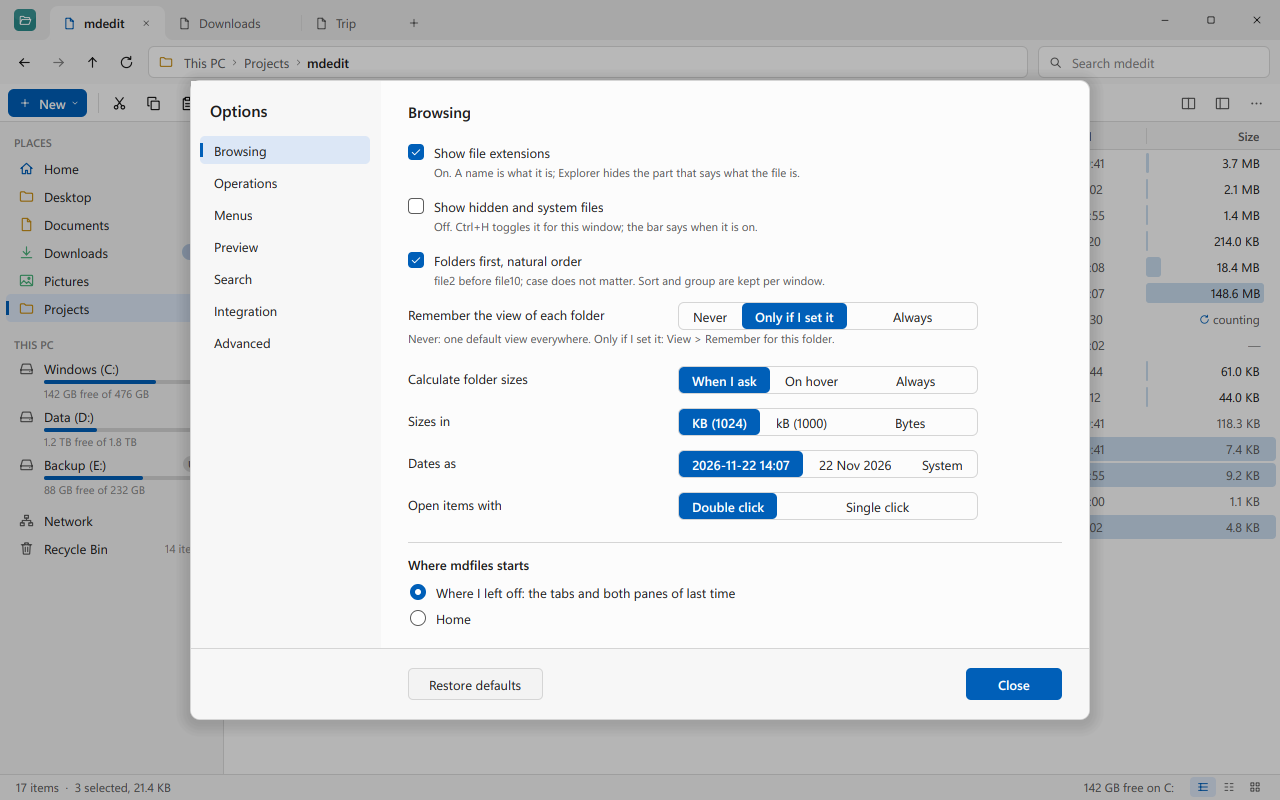 mdedit
Downloads
Trip
This PC
Projects
mdedit
Search mdedit
New
Options
Browsing
Operations
Menus
Preview
Search
Integration
Advanced
Browsing
Show file extensions
On. A name is what it is; Explorer hides the part that says what the file is.
Show hidden and system files
Off. Ctrl+H toggles it for this window; the bar says when it is on.
Folders first, natural order
file2 before file10; case does not matter. Sort and group are kept per window.
Remember the view of each folder
Never Only if I set it Always
Never: one default view everywhere. Only if I set it: View > Remember for this folder.
Calculate folder sizes
When I ask On hover Always
Sizes in
KB (1024) kB (1000) Bytes
Dates as
2026-11-22 14:07 22 Nov 2026 System
Open items with
Double click Single click
Where mdfiles starts
Where I left off: the tabs and both panes of last time
Home
Restore defaults
Close
PLACES
Home
Desktop
Documents
Downloads
Pictures
Projects
THIS PC
Windows (C:)
142 GB free of 476 GB
Data (D:)
1.2 TB free of 1.8 TB
Backup (E:)
88 GB free of 232 GB
Network
Recycle Bin 14
Size
:41 3.7 MB
:02 2.1 MB
:55 1.4 MB
:20 214.0 KB
:08 18.4 MB
:07 148.6 MB
:30 counting
:02 —
:44 61.0 KB
:12 44.0 KB
:41 118.3 KB
:41 7.4 KB
:55 9.2 KB
:00 1.1 KB
:02 4.8 KB
17 items · 3 selected, 21.4 KB
142 GB free on C: